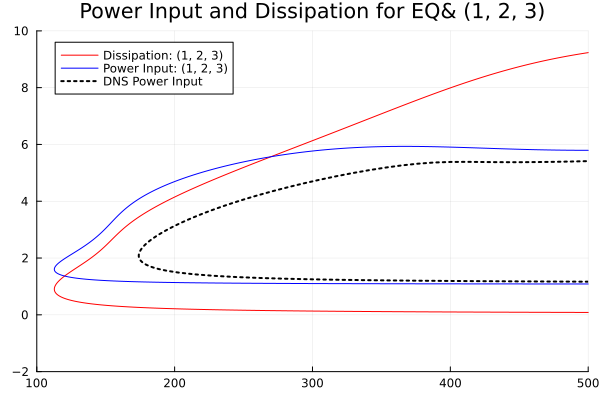 Power Input and Dissipation for EQ& (1, 2, 3)
10
Dissipation: (1, 2, 3)
Power Input: (1, 2, 3)
DNS Power Input
8
6
4
2
0
−2
100 200 300 400 500